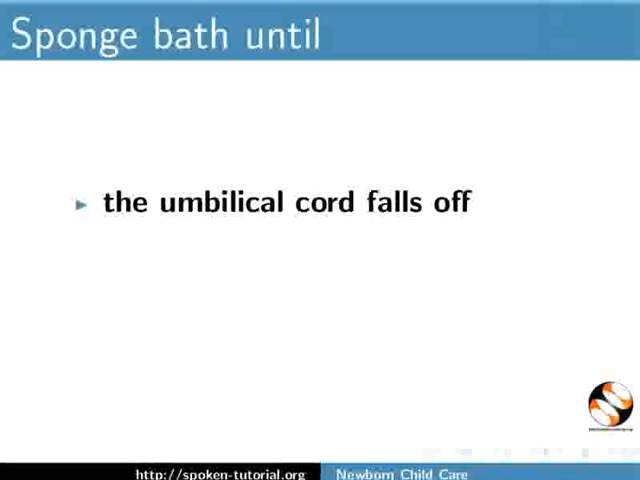 Sponge bath until
the umbilical cord falls off
http://spoken-tutorial.org
Newborn Child Care